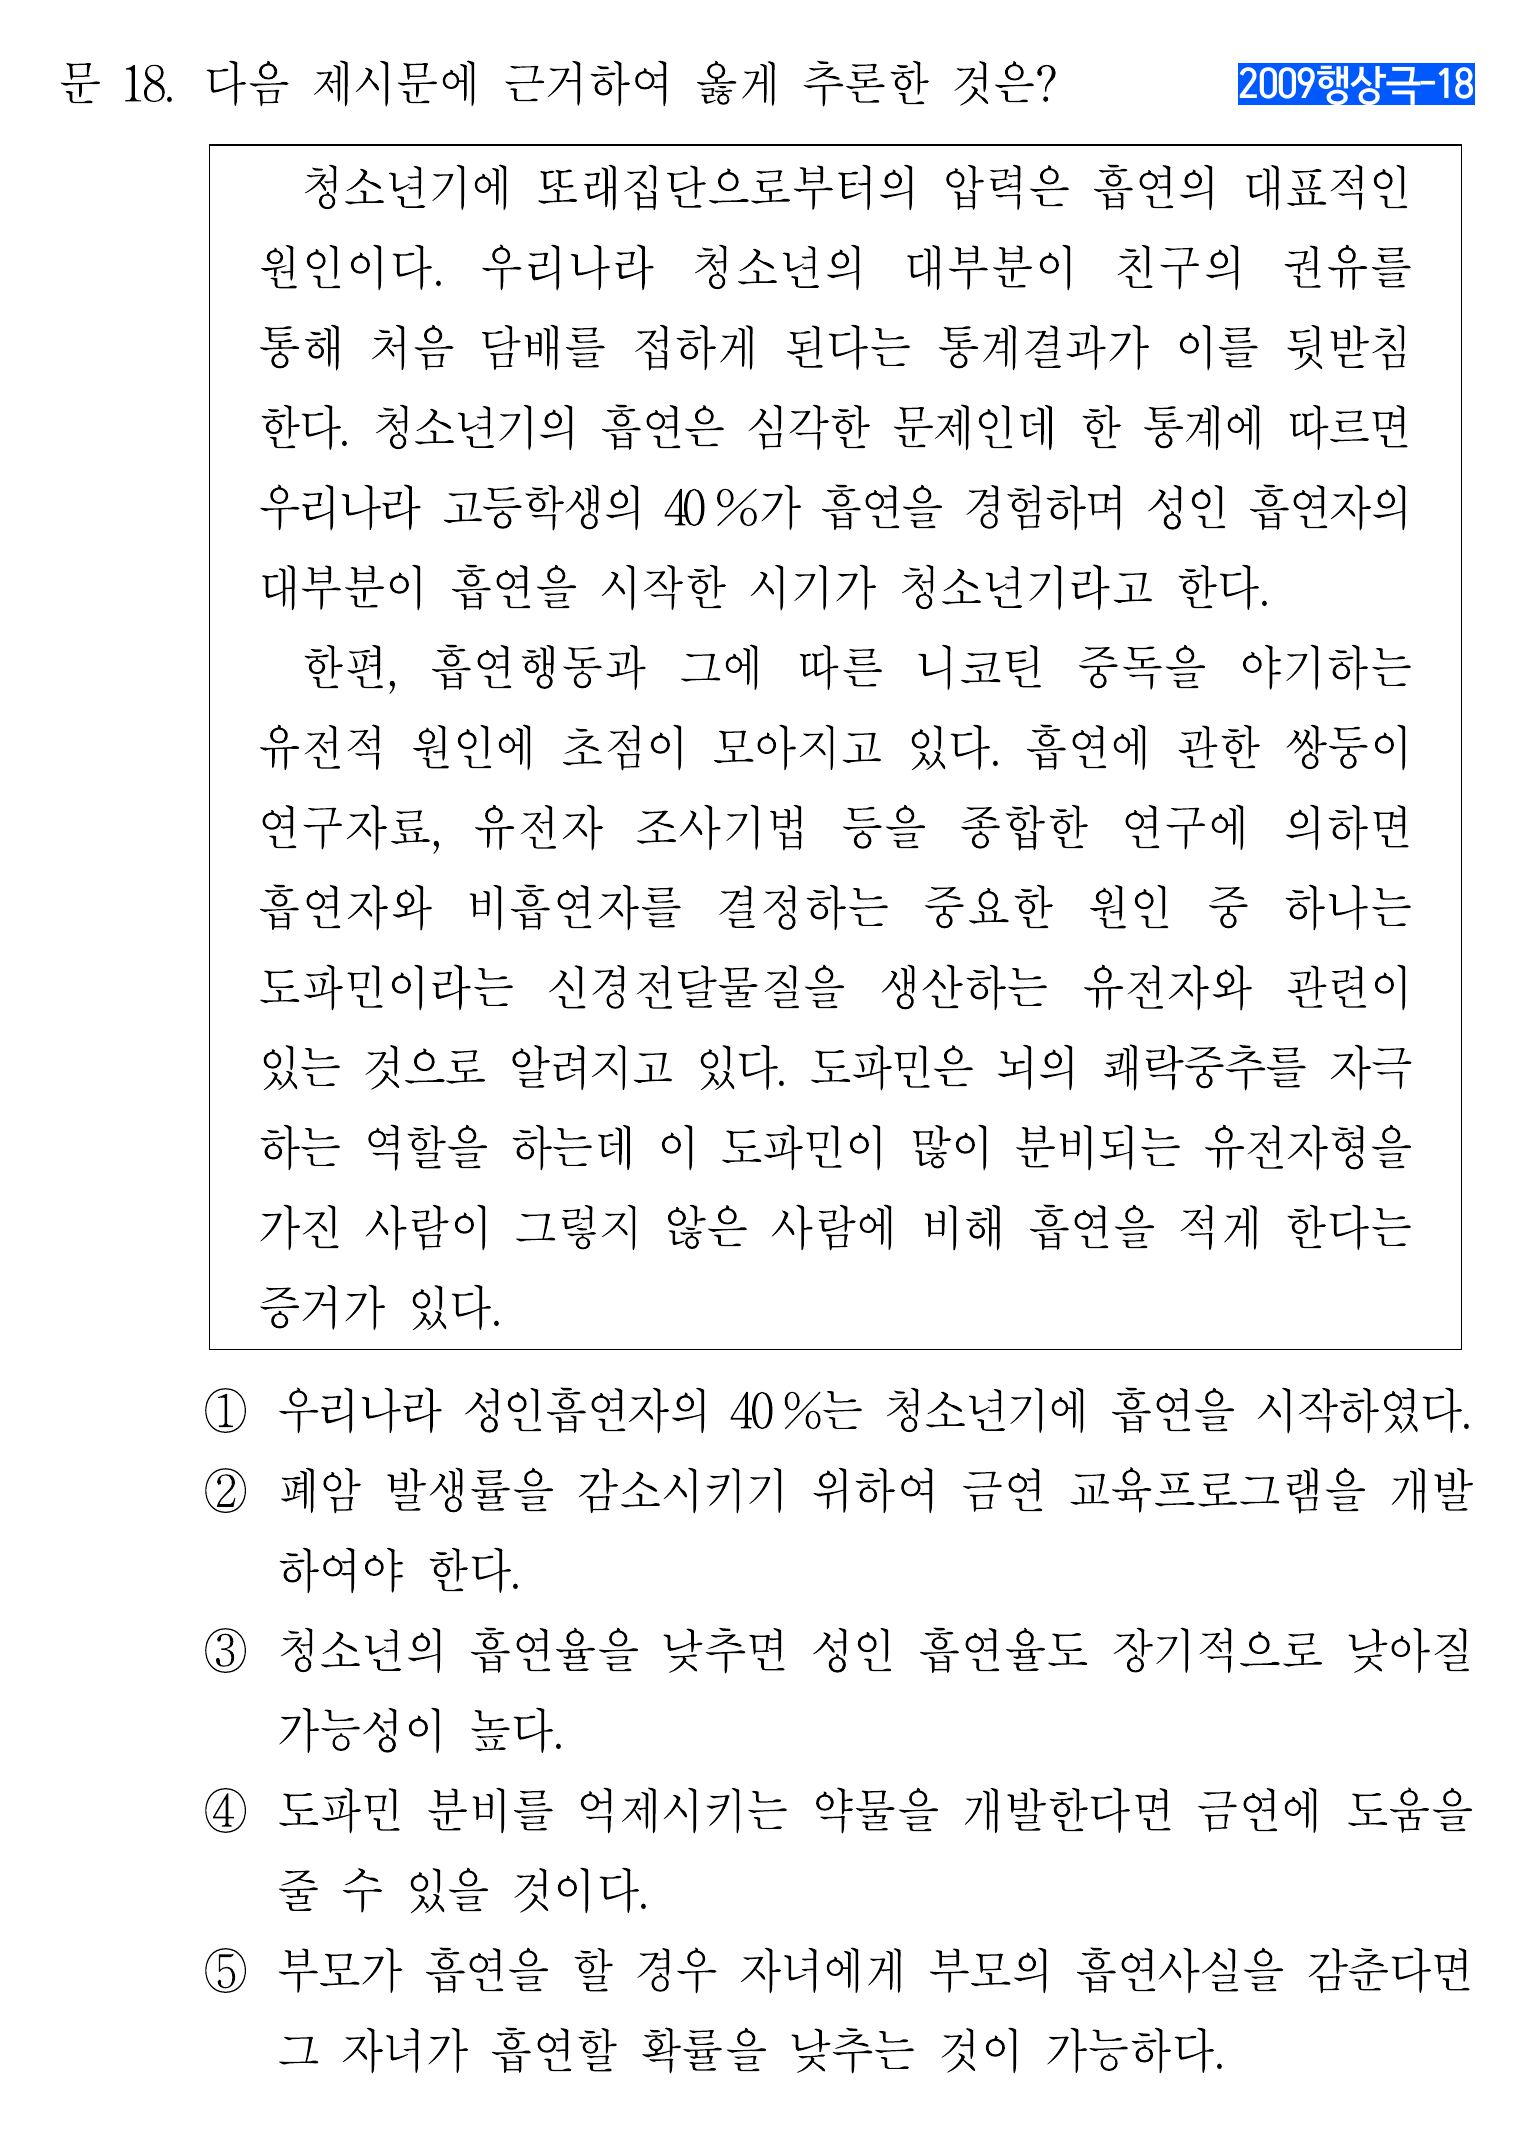 문 18. 다음 제시문에 근거하여 옳게 추론한 것은?
2009행상극-18
청소년기에 또래집단으로부터의 압력은 흡연의 대표적인
원인이다. 우리나라 청소년의 대부분이 친구의 권유를
통해 처음 담배를 접하게 된다는 통계결과가 이를 뒷받침
한다. 청소년기의 흡연은 심각한 문제인데 한 통계에 따르면
우리나라 고등학생의 40%가 흡연을 경험하며 성인 흡연자의
대부분이 흡연을 시작한 시기가 청소년기라고 한다.
한편, 흡연행동과 그에 따른 니코틴 중독을 야기하는
유전적 원인에 초점이 모아지고 있다. 흡연에 관한 쌍둥이
연구자료, 유전자 조사기법 등을 종합한 연구에 의하면
흡연자와 비흡연자를 결정하는 중요한 원인 중 하나는
도파민이라는 신경전달물질을 생산하는 유전자와 관련이
있는 것으로 알려지고 있다. 도파민은 뇌의 쾌락중추를 자극
하는 역할을 하는데 이 도파민이 많이 분비되는 유전자형을
가진 사람이 그렇지 않은 사람에 비해 흡연을 적게 한다는
증거가 있다.
① 우리나라 성인흡연자의 40%는 청소년기에 흡연을 시작하였다.
② 폐암 발생률을 감소시키기 위하여 금연 교육프로그램을 개발
하여야 한다.
③ 청소년의 흡연율을 낮추면 성인 흡연율도 장기적으로 낮아질
가능성이 높다.
④ 도파민 분비를 억제시키는 약물을 개발한다면 금연에 도움을
줄 수 있을 것이다.
⑤ 부모가 흡연을 할 경우 자녀에게 부모의 흡연사실을 감춘다면
그 자녀가 흡연할 확률을 낮추는 것이 가능하다.